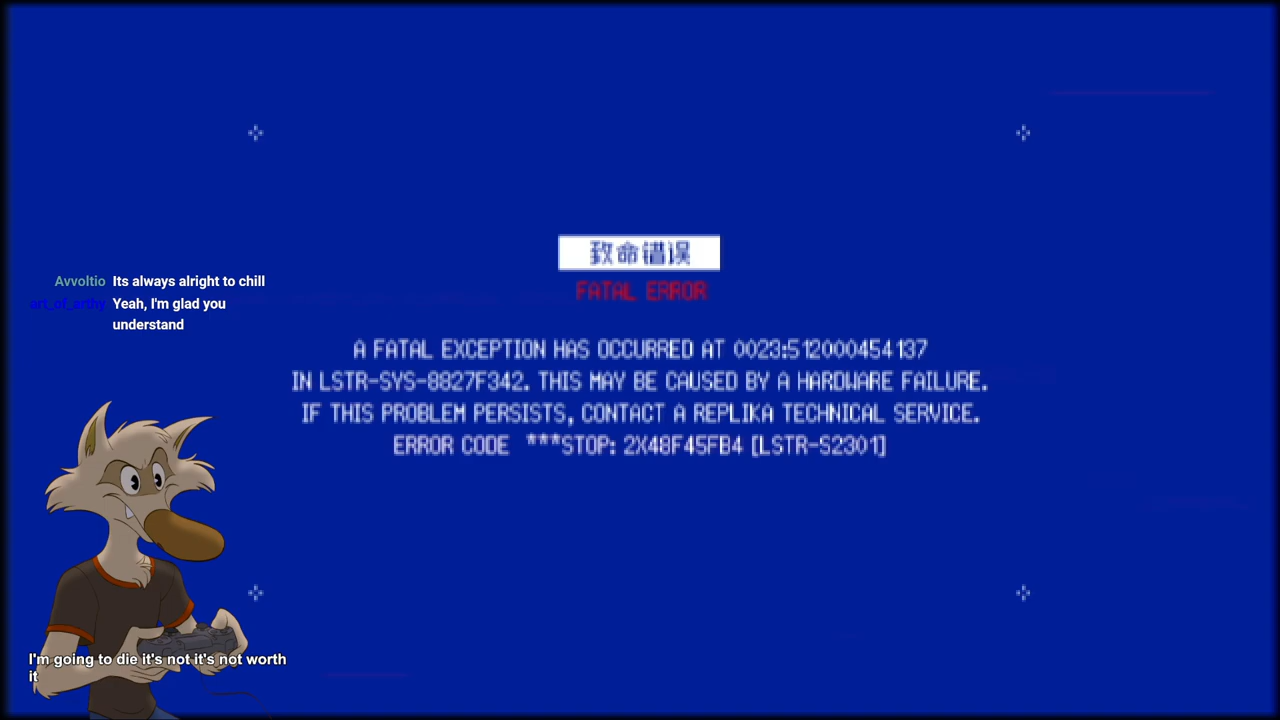 致命错误
FATAL ERROR
A FATAL EXCEPTION HAS OCCURRED AT 0023:512000454137
IN LSTR-SYS-8827F342. THIS MAY BE CAUSED BY A HARDWARE FAILURE.
IF THIS PROBLEM PERSISTS, CONTACT A REPLIKA TECHNICAL SERVICE.
ERROR CODE ***STOP: 2X48F45FB4 [LSTR-S2301]
Avvoltio Its always alright to chill
art_of_arthy Yeah, I'm glad you
understand
I'm going to die it's not it's not worth
it